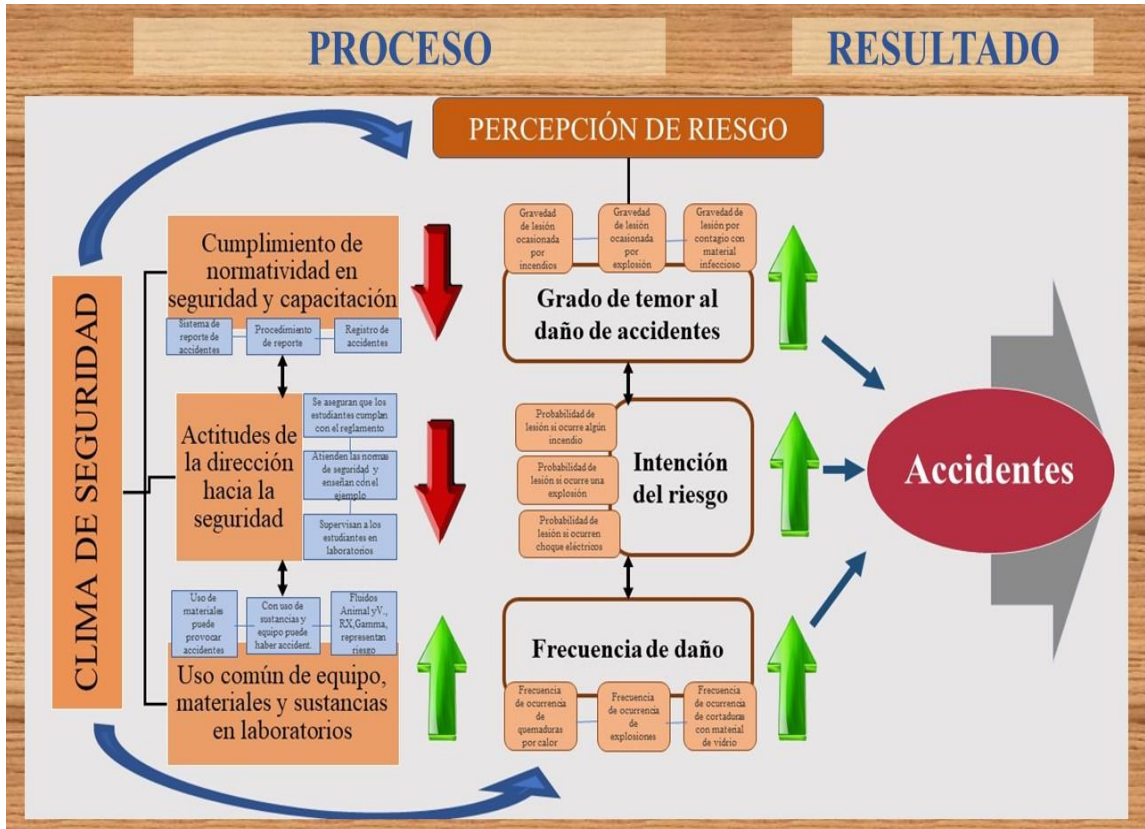 PROCESO
RESULTADO
PERCEPCIÓN DE RIESGO
CLIMA DE SEGURIDAD
Cumplimiento de
normatividad en
seguridad y capacitación
Sistema de
reporte de
accidentes
Procedimiento
de reporte
Registro de
accidentes
Actitudes de
la dirección
hacia la
seguridad
Se aseguran que los
estudiantes cumplan
con el reglamento
Atienden las normas
de seguridad y
enseñan con el
ejemplo
Supervisan a los
estudiantes en
laboratorios
Uso de
materiales
puede
provocar
accidentes
Con uso de
sustancias y
equipo puede
haber accident.
Fluidos
Animal y V.,
RX,Gamma,
representan
riesgo
Uso común de equipo,
materiales y sustancias
en laboratorios
Gravedad
de lesión
ocasionada
por
incendios
Gravedad
de lesión
ocasionada
por
explosión
Gravedad de
lesión por
contagio con
material
infeccioso
Grado de temor al
daño de accidentes
Probabilidad de
lesión si ocurre algún
incendio
Probabilidad de
lesión si ocurre una
explosión
Probabilidad de
lesión si ocurren
choque eléctricos
Intención
del riesgo
Frecuencia de daño
Frecuencia
de ocurrencia
de
quemaduras
por calor
Frecuencia
de ocurrencia
de
explosiones
Frecuencia de
ocurrencia de
cortaduras
con material
de vidrio
Accidentes